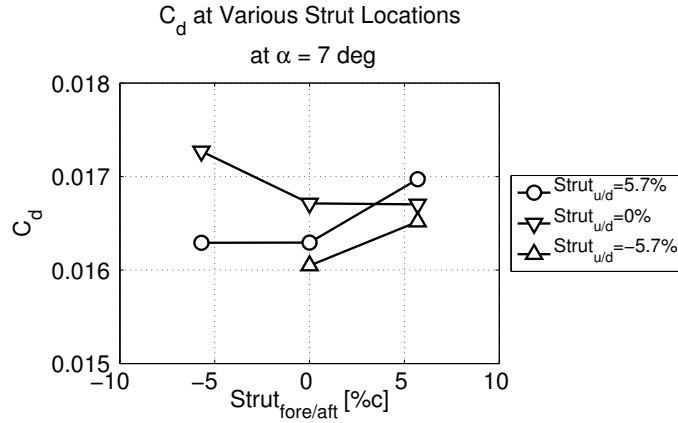 C_d at Various Strut Locations
at α = 7 deg
0.018
0.017
0.016
0.015
C_d
−10
−5
0
5
10
Strut_fore/aft [%c]
Strut_u/d=5.7%
Strut_u/d=0%
Strut_u/d=−5.7%